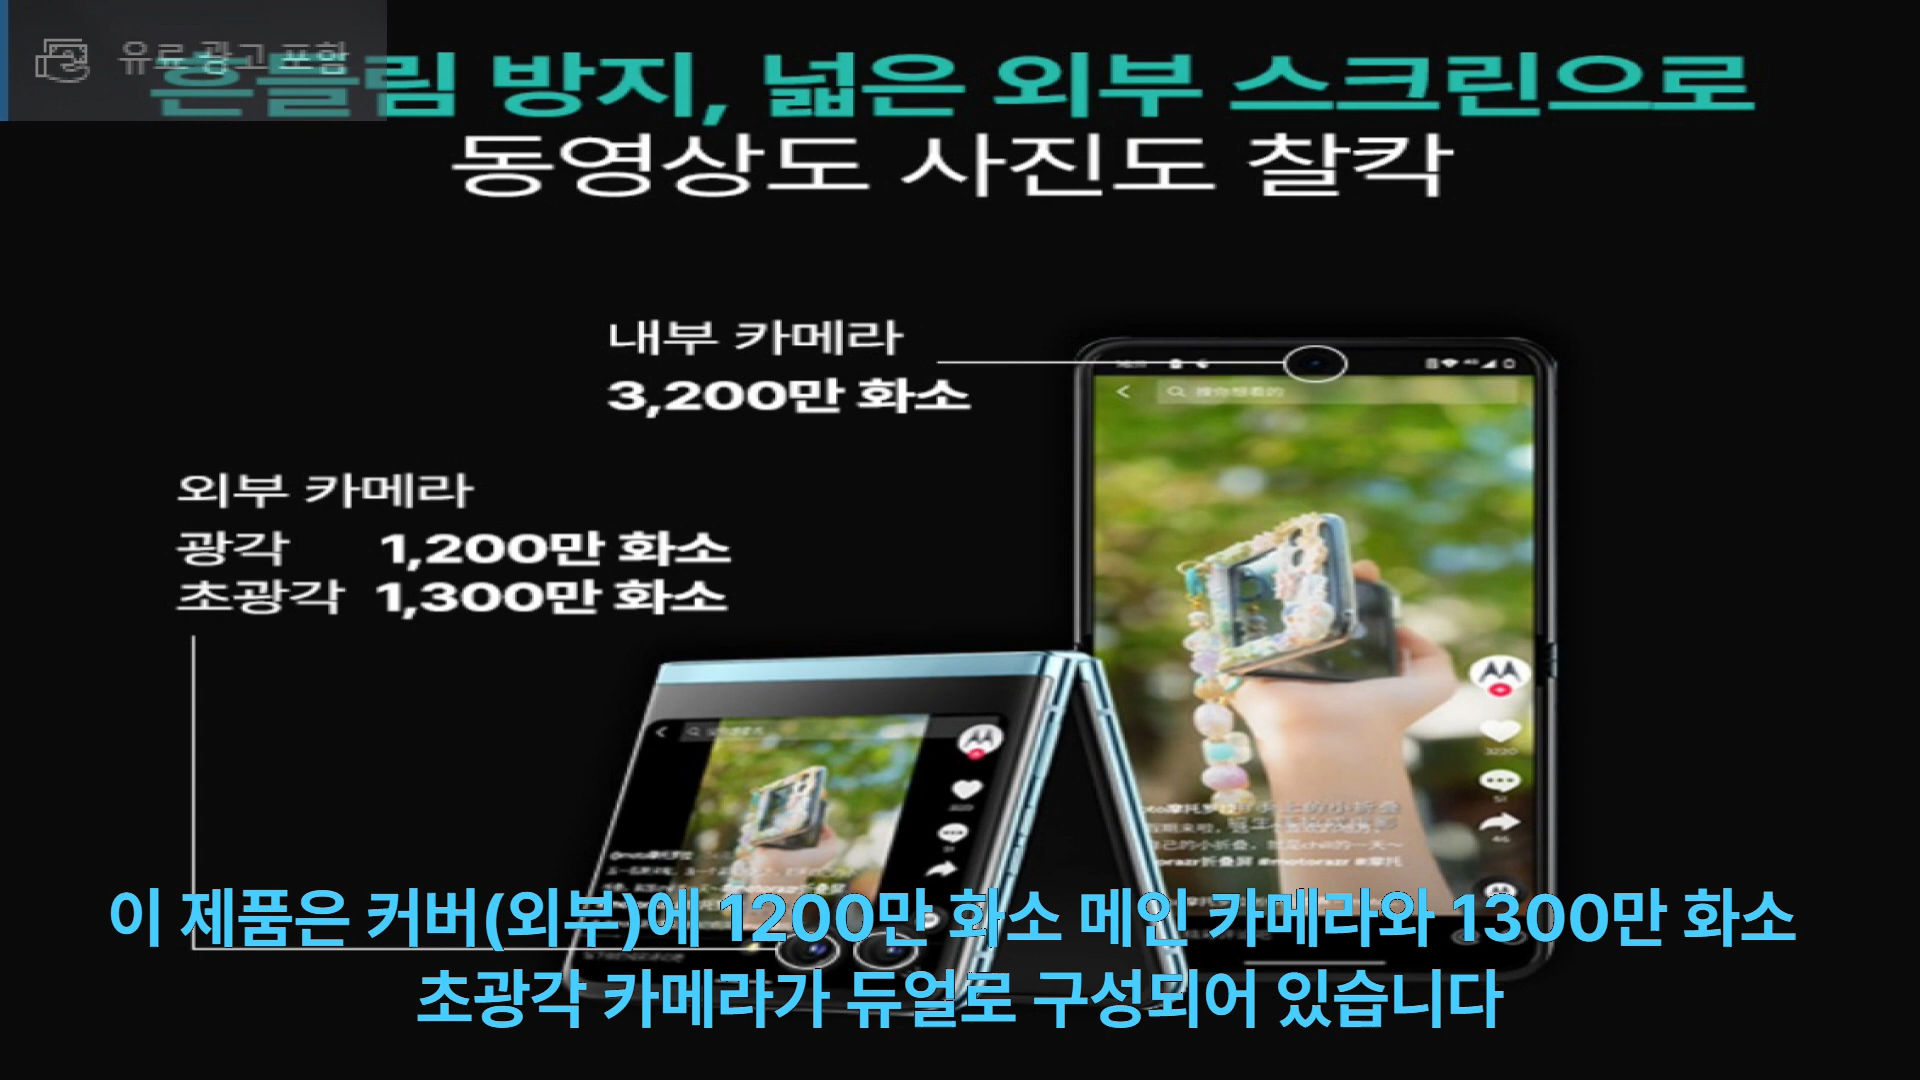 유료 광고 포함
흔들림 방지, 넓은 외부 스크린으로
동영상도 사진도 찰칵
내부 카메라
3,200만 화소
외부 카메라
광각 1,200만 화소
초광각 1,300만 화소
3220
51
46
이 제품은 커버(외부)에 1200만 화소 메인 카메라와 1300만 화소
초광각 카메라가 듀얼로 구성되어 있습니다